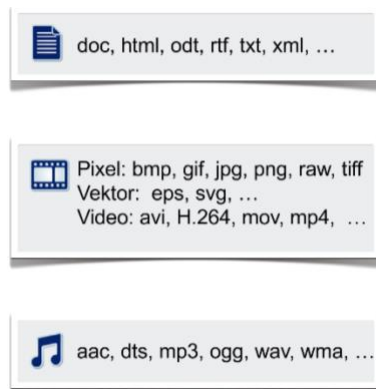 doc, html, odt, rtf, txt, xml, …
Pixel: bmp, gif, jpg, png, raw, tiff
Vektor: eps, svg, …
Video: avi, H.264, mov, mp4, …
aac, dts, mp3, ogg, wav, wma, …